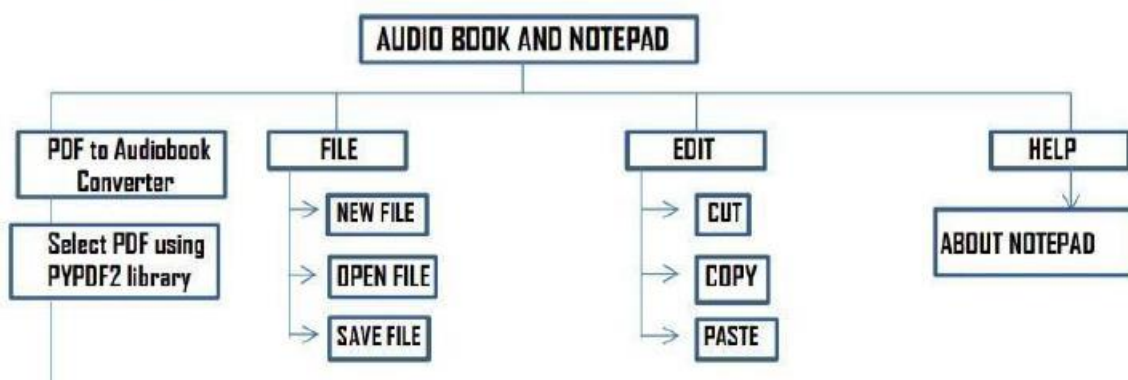 AUDIO BOOK AND NOTEPAD
PDF to Audiobook
Converter
Select PDF using
PYPDF2 library
FILE
NEW FILE
OPEN FILE
SAVE FILE
EDIT
CUT
COPY
PASTE
HELP
ABOUT NOTEPAD